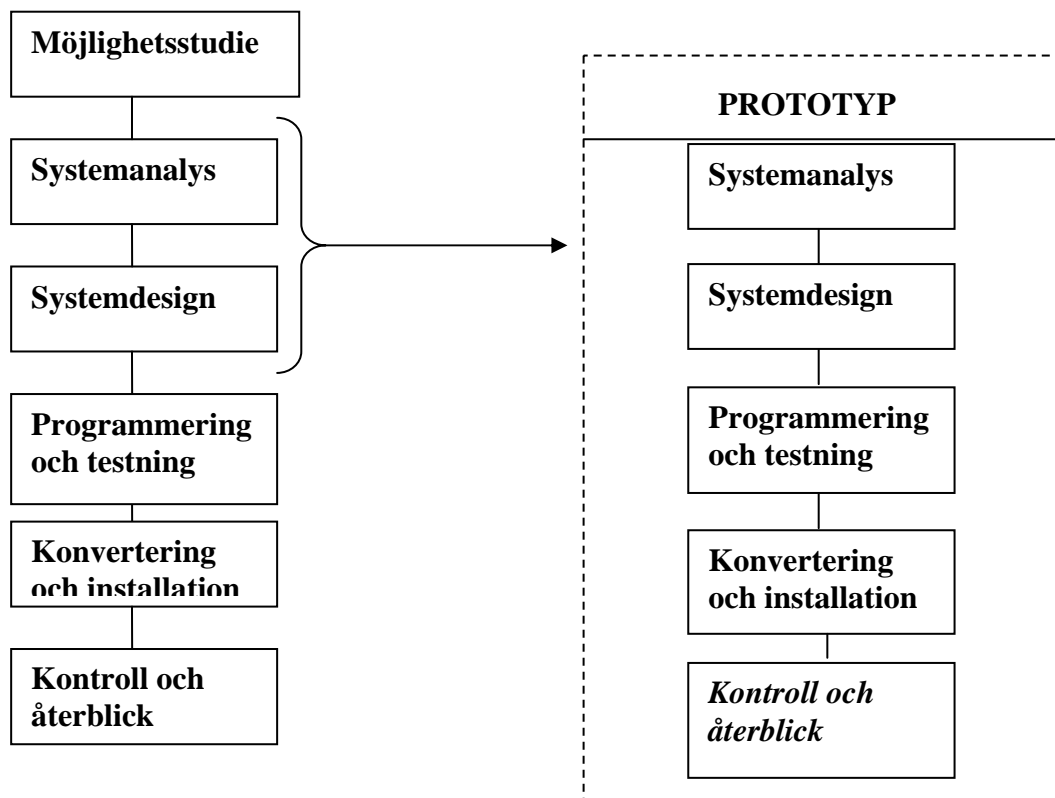 Möjlighetsstudie
Systemanalys
Systemdesign
Programmering
och testning
Konvertering
och installation
Kontroll och
återblick
PROTOTYP
Systemanalys
Systemdesign
Programmering
och testning
Konvertering
och installation
Kontroll och
återblick